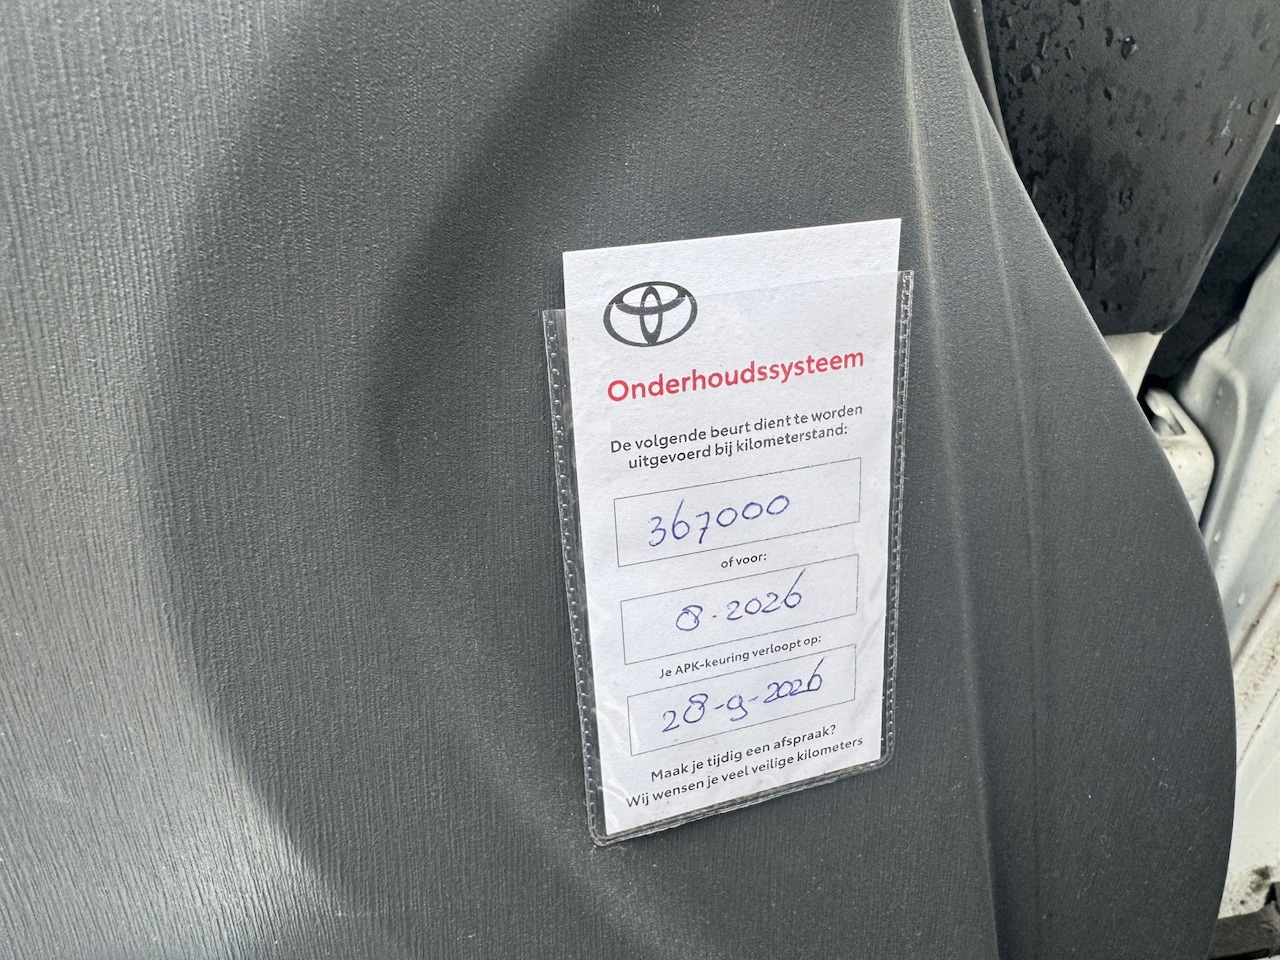 Onderhoudssysteem
De volgende beurt dient te worden
uitgevoerd bij kilometerstand:
367000
of voor:
8.2026
Je APK-keuring verloopt op:
28-9-2026
Maak je tijdig een afspraak?
Wij wensen je veel veilige kilometers